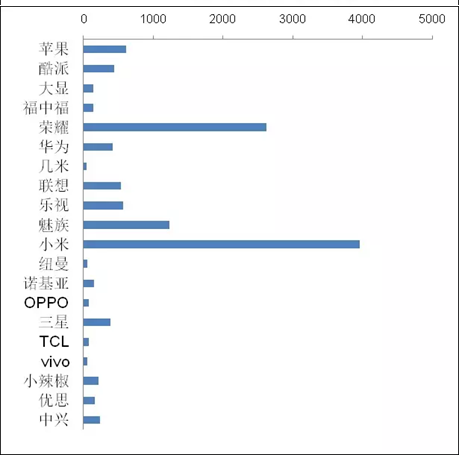 0 1000 2000 3000 4000 5000
苹果
酷派
大显
福中福
荣耀
华为
几米
联想
乐视
魅族
小米
纽曼
诺基亚
OPPO
三星
TCL
vivo
小辣椒
优思
中兴